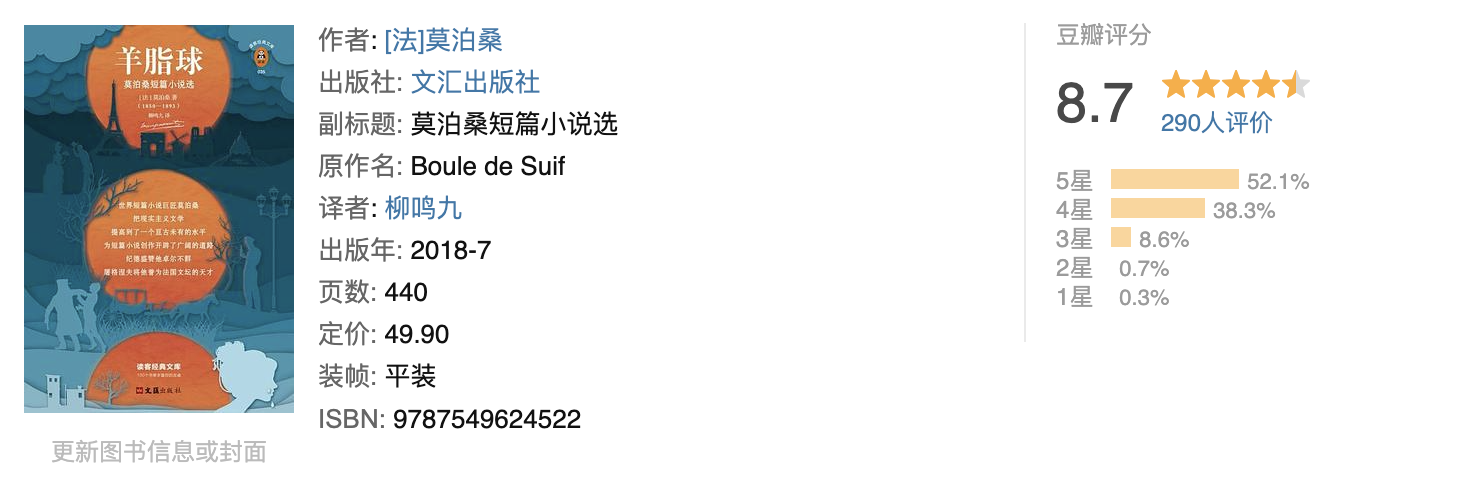 羊脂球
莫泊桑短篇小说选
[法]莫泊桑 著
(1850—1893)
柳鸣九 译
世界短篇小说巨匠莫泊桑
把现实主义文学
提高到了一个亘古未有的水平
为短篇小说创作开辟了广阔的道路
纪德盛赞他卓尔不群
屠格涅夫将他誉为法国文坛的天才
读客经典文库
文汇出版社
更新图书信息或封面
作者: [法]莫泊桑
出版社: 文汇出版社
副标题: 莫泊桑短篇小说选
原作名: Boule de Suif
译者: 柳鸣九
出版年: 2018-7
页数: 440
定价: 49.90
装帧: 平装
ISBN: 9787549624522
豆瓣评分
8.7
290人评价
5星 52.1%
4星 38.3%
3星 8.6%
2星 0.7%
1星 0.3%